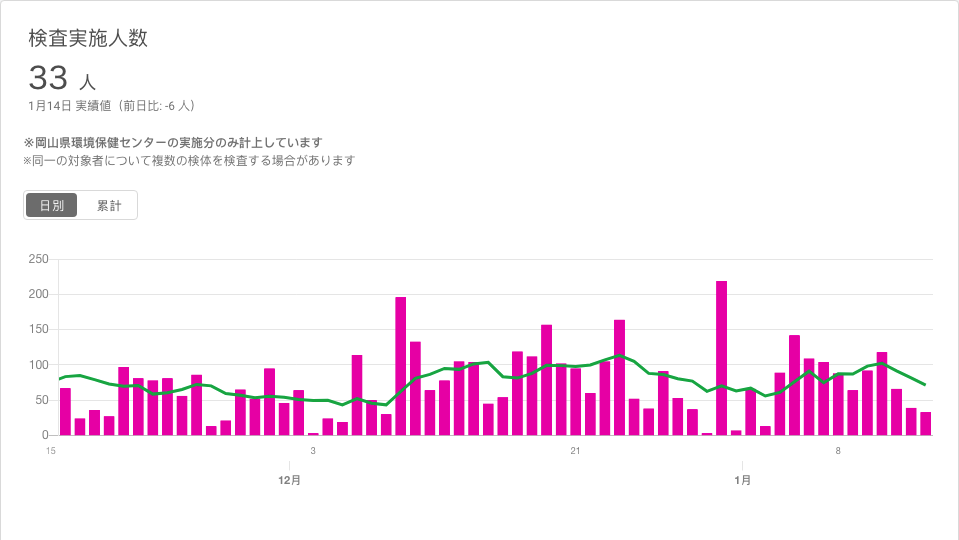 検査実施人数
33 人
1月14日 実績値（前日比: -6 人）
※岡山県環境保健センターの実施分のみ計上しています
※同一の対象者について複数の検体を検査する場合があります
日別 累計
250
200
150
100
50
0
15 3 21 8
12月 1月